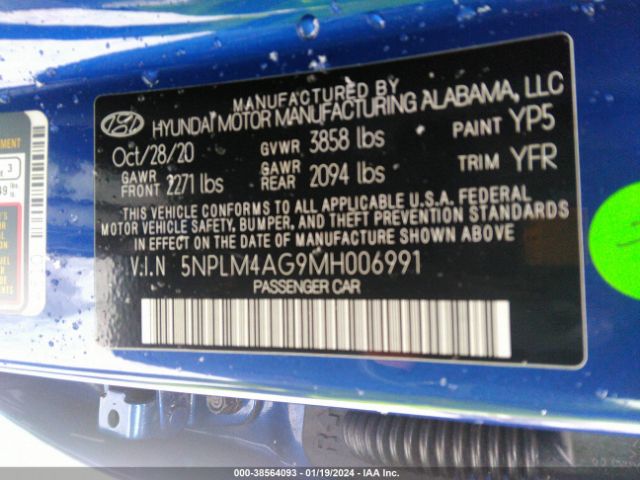 MANUFACTURED BY
HYUNDAI MOTOR MANUFACTURING ALABAMA, LLC
Oct/28/20 GVWR 3858 lbs PAINT YP5
GAWR FRONT 2271 lbs GAWR REAR 2094 lbs TRIM YFR
THIS VEHICLE CONFORMS TO ALL APPLICABLE U.S.A. FEDERAL
MOTOR VEHICLE SAFETY, BUMPER, AND THEFT PREVENTION
STANDARDS IN EFFECT ON THE DATE OF MANUFACTURE SHOWN ABOVE
V.I.N 5NPLM4AG9MH006991
PASSENGER CAR
000-38564093 - 01/19/2024 - IAA Inc.